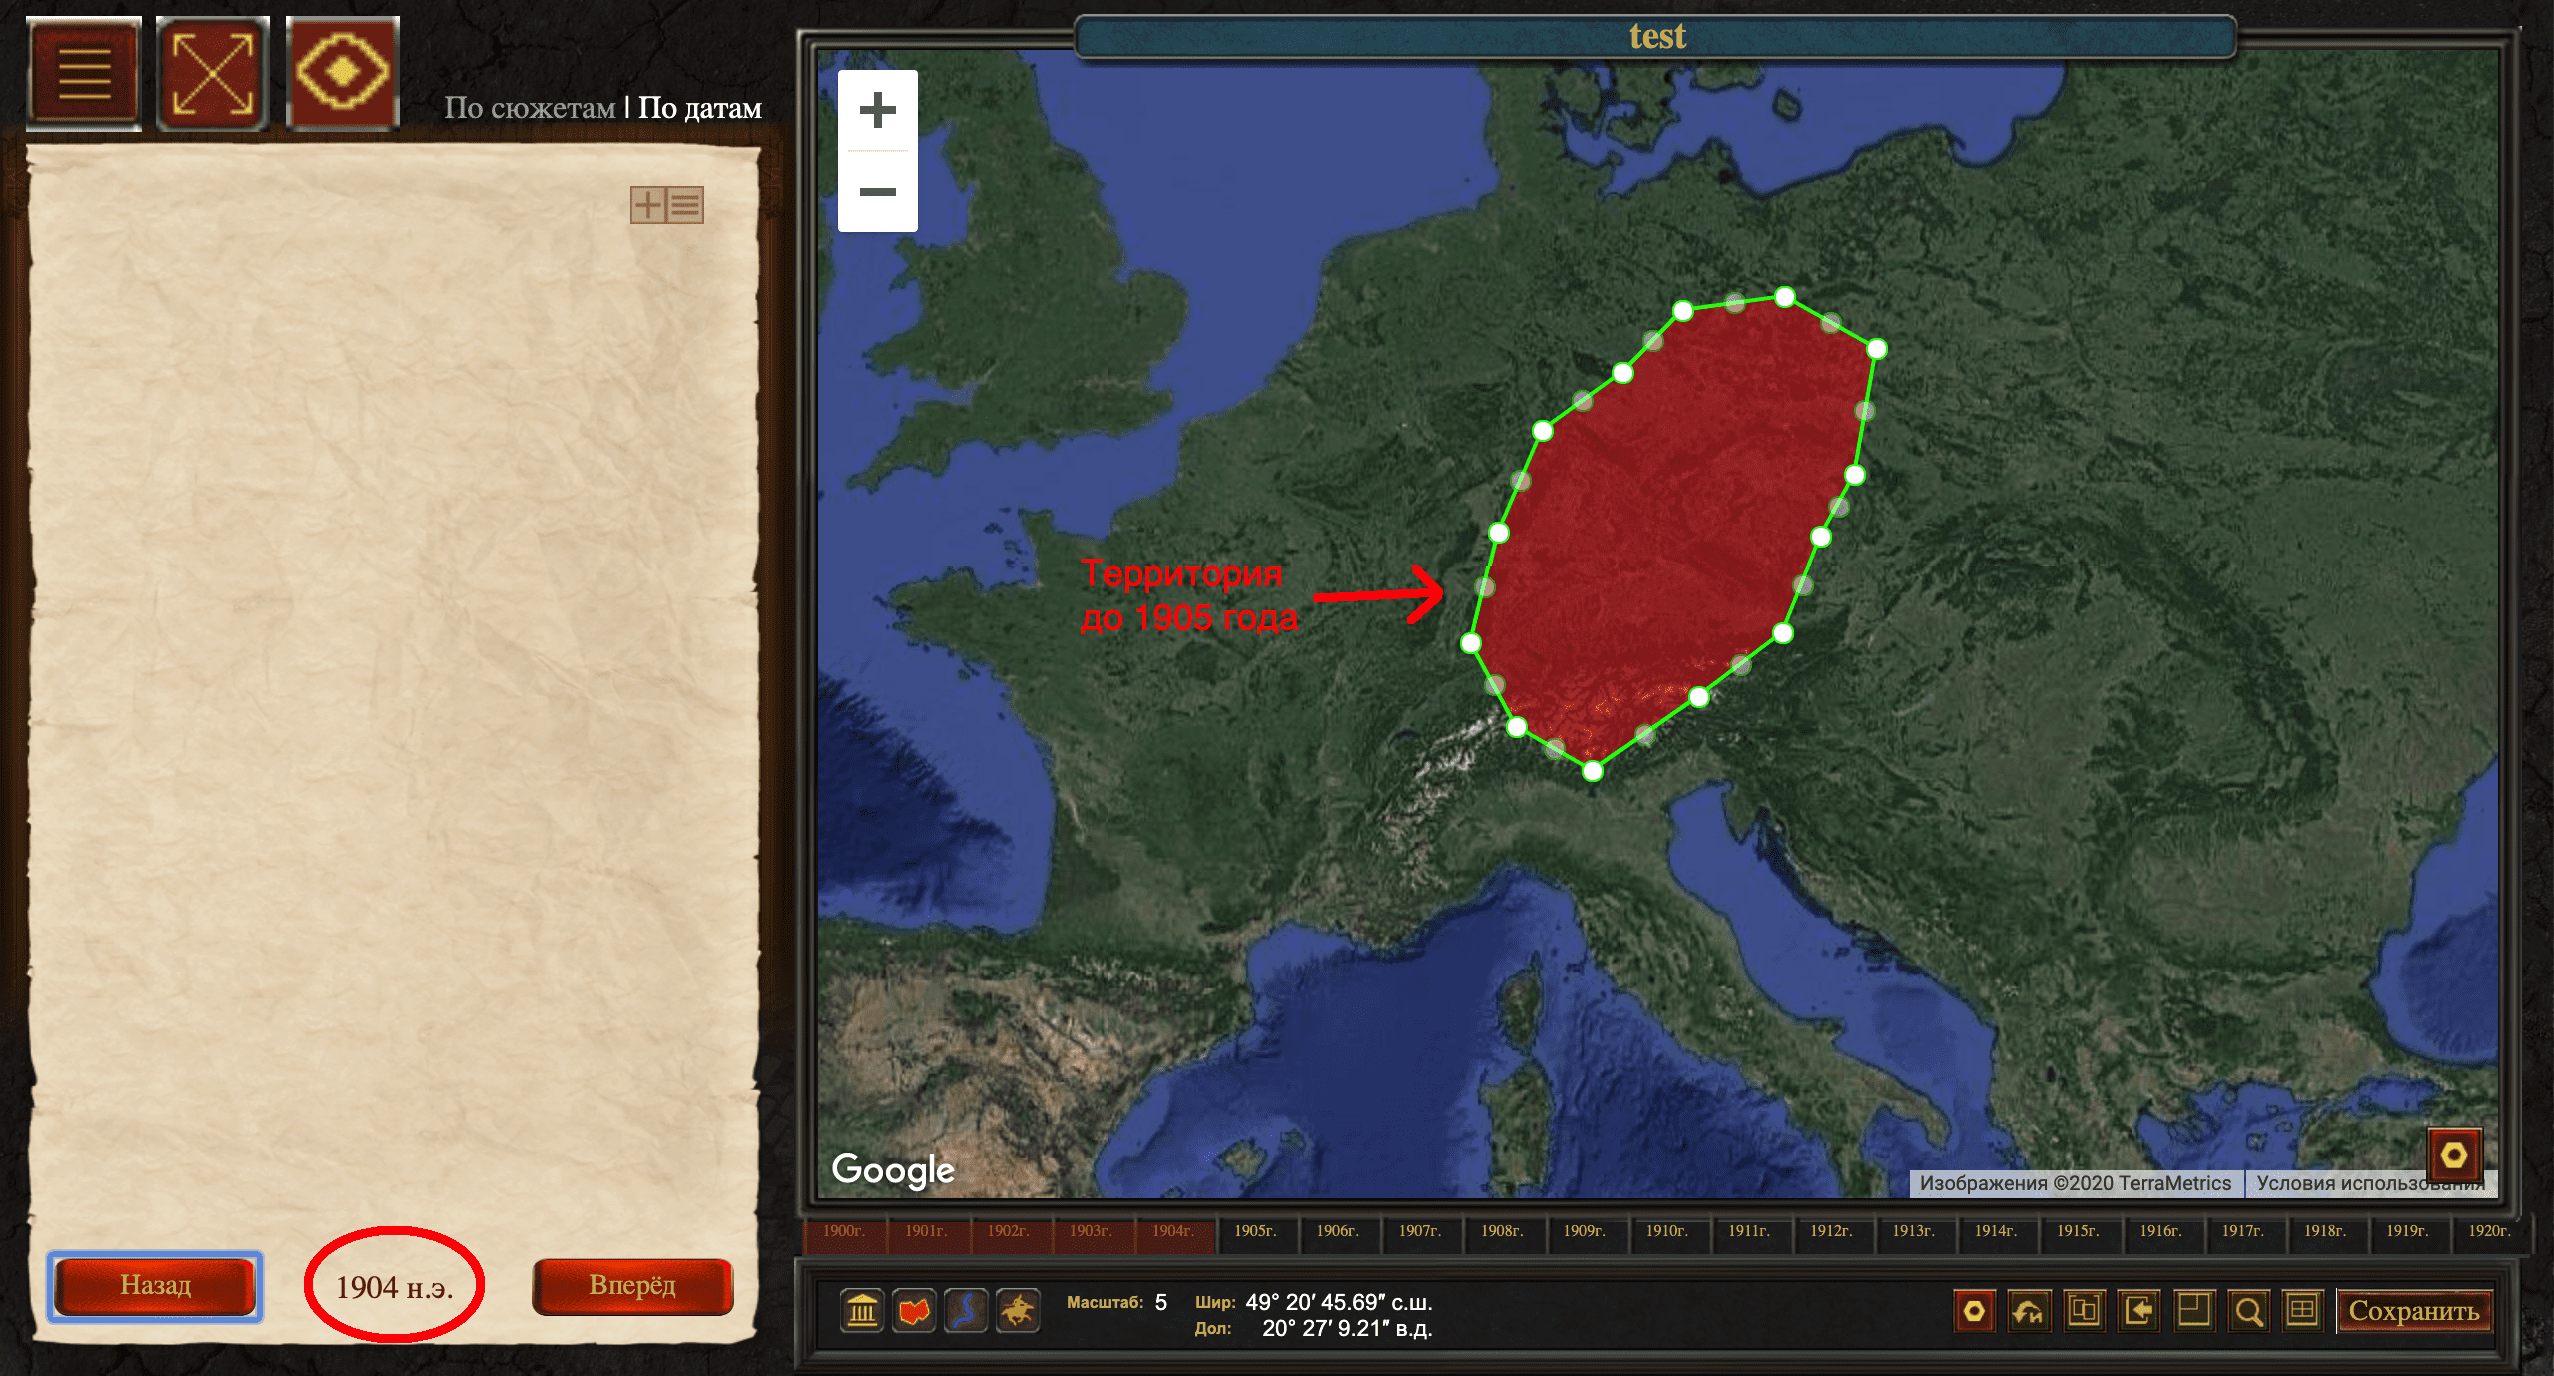 test
По сюжетам | По датам
Территория
до 1905 года
Google
Изображения ©2020 TerraMetrics
Условия использования
1900г. 1901г. 1902г. 1903г. 1904г. 1905г. 1906г. 1907г. 1908г. 1909г. 1910г. 1911г. 1912г. 1913г. 1914г. 1915г. 1916г. 1917г. 1918г. 1919г. 1920г.
Назад
1904 н.э.
Вперёд
Масштаб: 5
Шир: 49° 20′ 45.69″ с.ш.
Дол: 20° 27′ 9.21″ в.д.
Сохранить